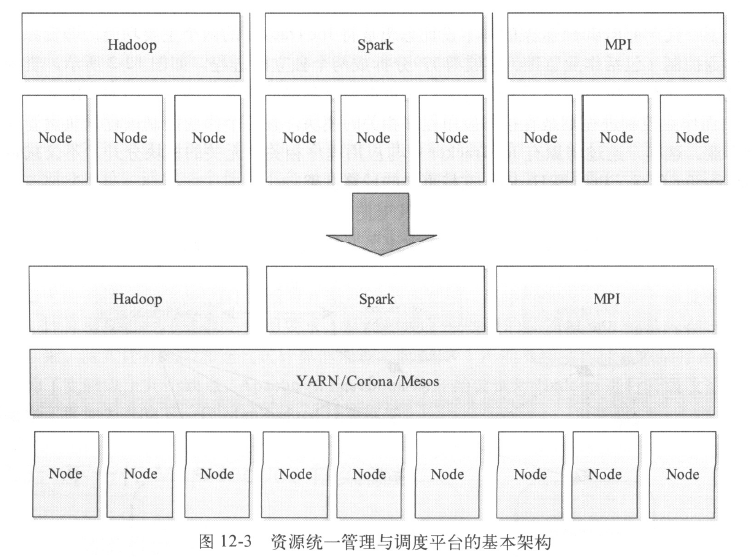 Hadoop Spark MPI
Node Node Node Node Node Node Node Node Node
Hadoop Spark MPI
YARN/Corona/Mesos
Node Node Node Node Node Node Node Node Node
图 12-3 资源统一管理与调度平台的基本架构